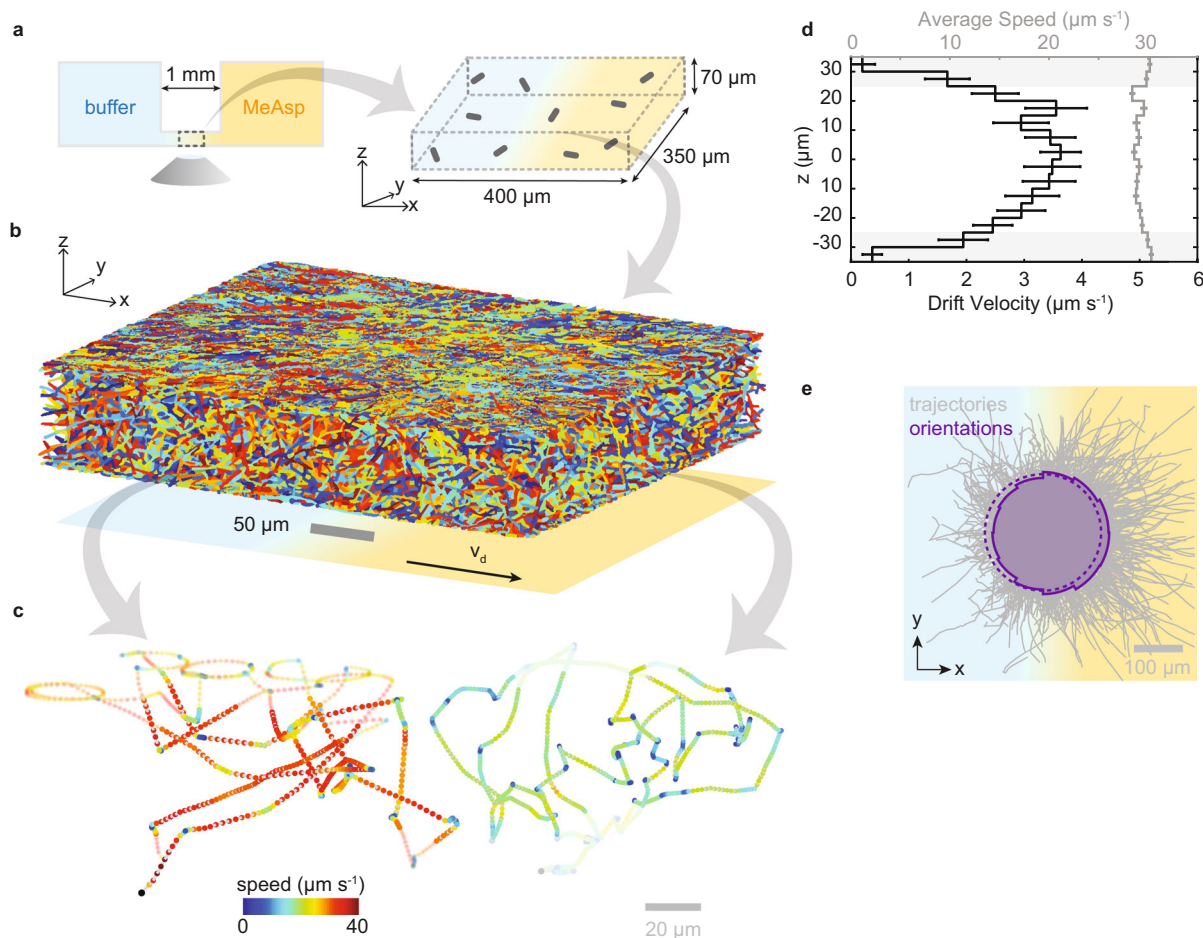 a
1 mm
buffer
MeAsp
z
y
x
70 µm
350 µm
400 µm
b
z
y
x
50 µm
v_d
c
speed (µm s⁻¹)
0 40
20 µm
d
Average Speed (µm s⁻¹)
0 10 20 30
30
20
10
0
-10
-20
-30
z (µm)
0 1 2 3 4 5 6
Drift Velocity (µm s⁻¹)
e
trajectories
orientations
y
x
100 µm